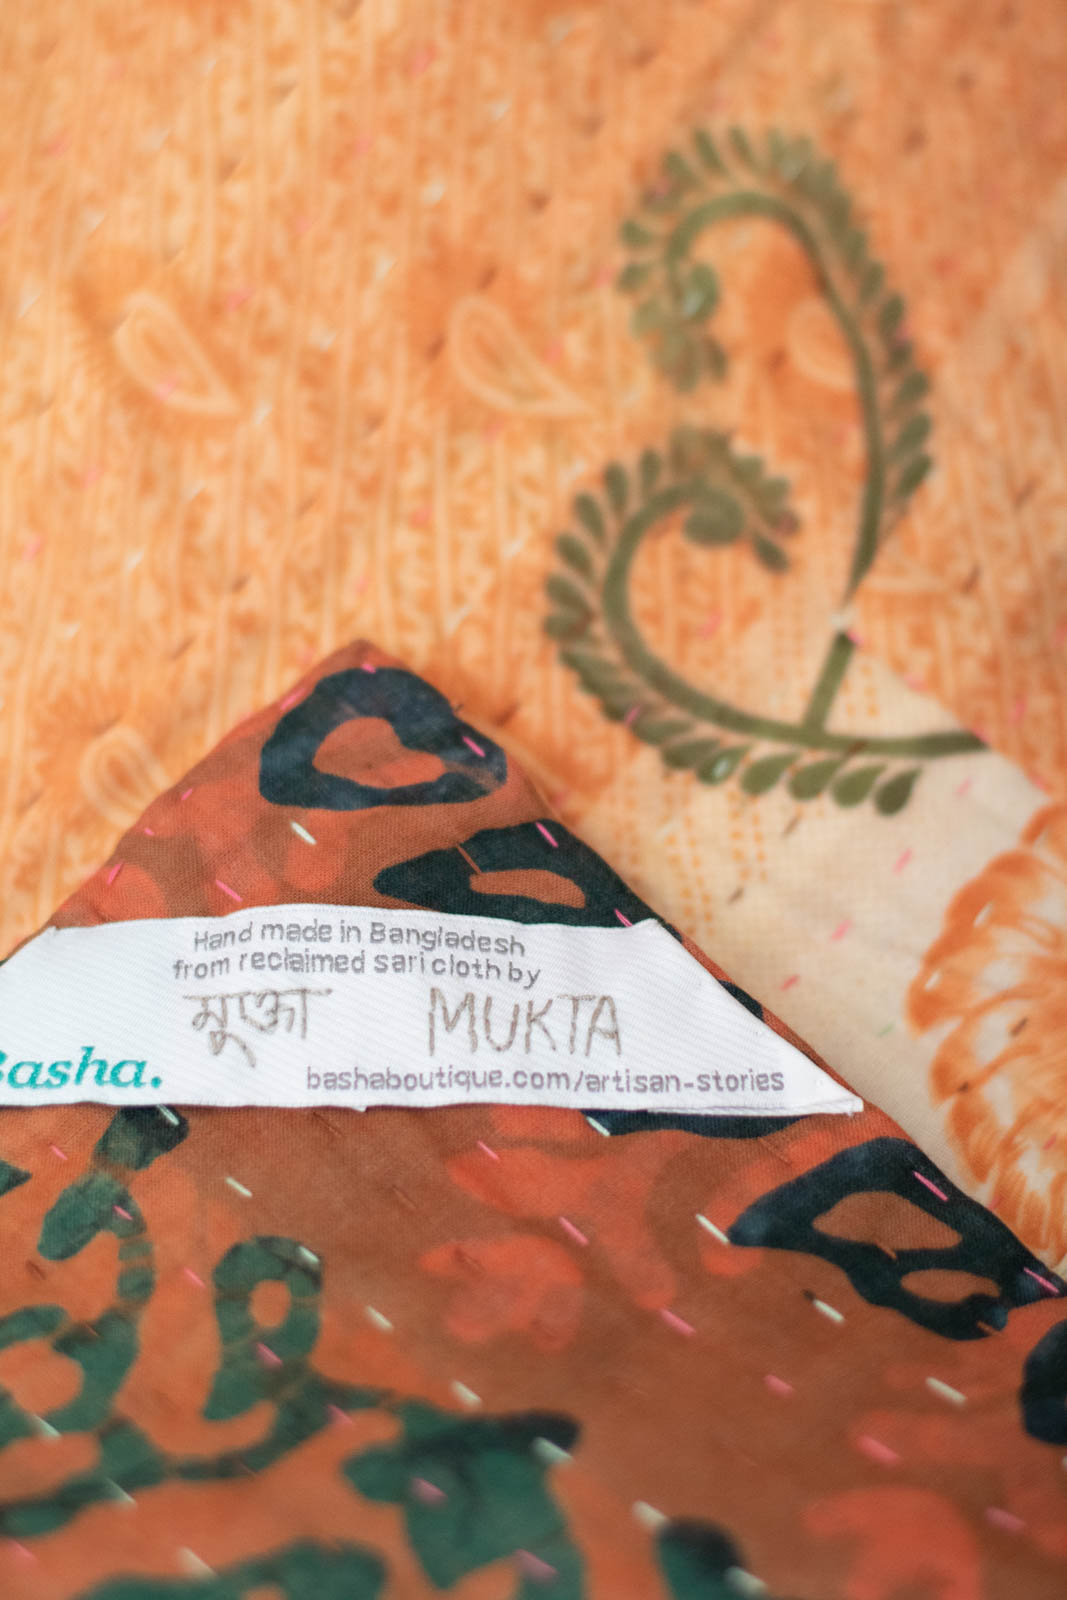 Hand made in Bangladesh
from reclaimed sari cloth by
মুক্তা MUKTA
Basha.
bashaboutique.com/artisan-stories